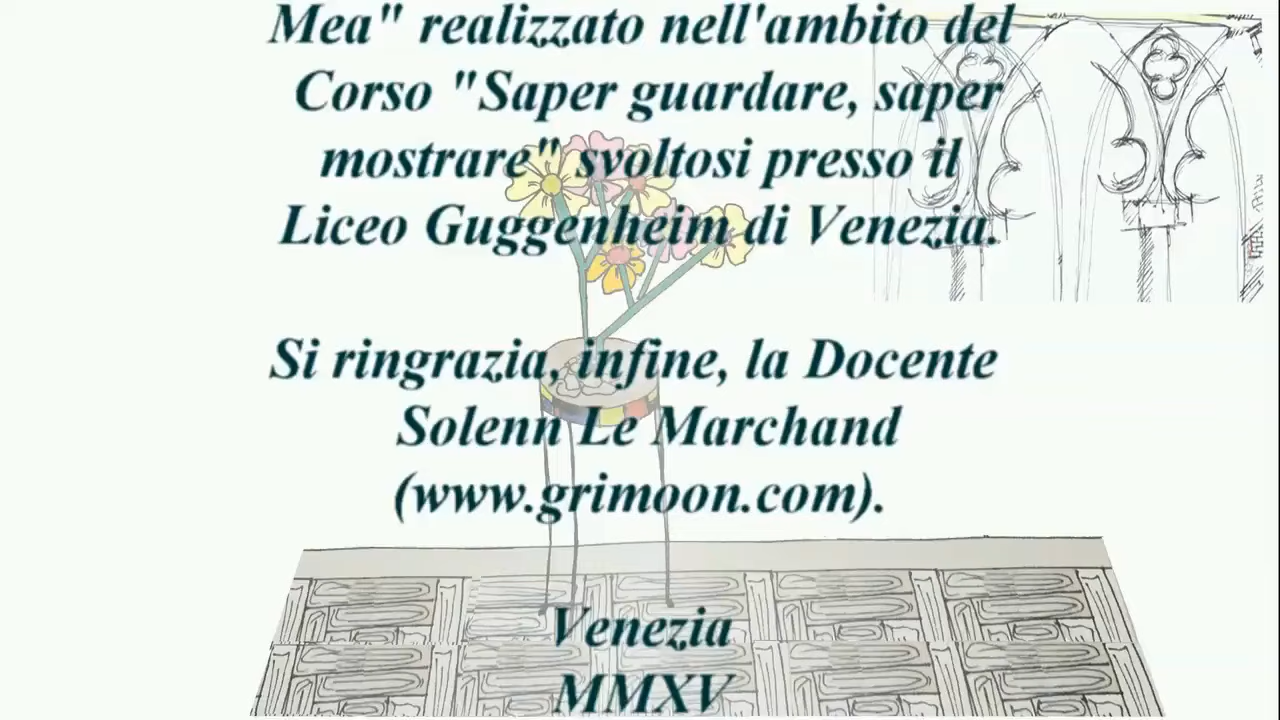 Mea" realizzato nell'ambito del
Corso "Saper guardare, saper
mostrare" svoltosi presso il
Liceo Guggenheim di Venezia.
Si ringrazia, infine, la Docente
Solenn Le Marchand
(www.grimoon.com).
Venezia
MMXV